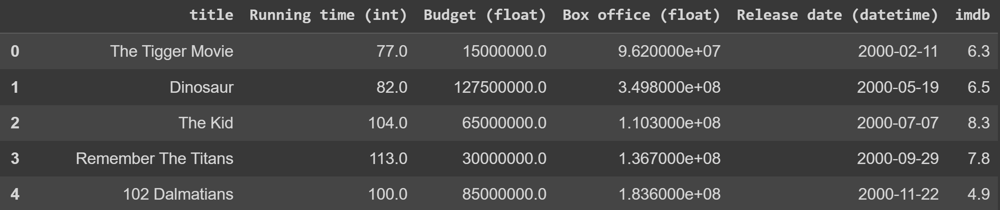 title Running time (int) Budget (float) Box office (float) Release date (datetime) imdb
0 The Tigger Movie 77.0 15000000.0 9.620000e+07 2000-02-11 6.3
1 Dinosaur 82.0 127500000.0 3.498000e+08 2000-05-19 6.5
2 The Kid 104.0 65000000.0 1.103000e+08 2000-07-07 8.3
3 Remember The Titans 113.0 30000000.0 1.367000e+08 2000-09-29 7.8
4 102 Dalmatians 100.0 85000000.0 1.836000e+08 2000-11-22 4.9